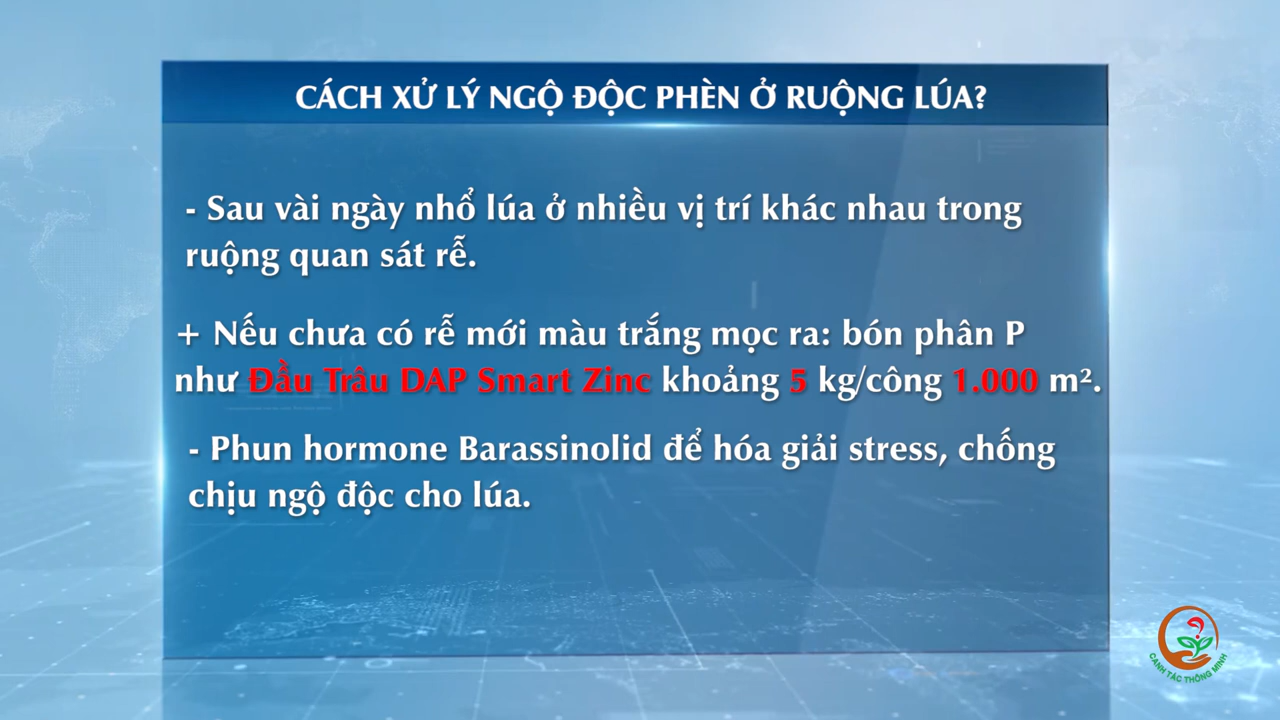 CÁCH XỬ LÝ NGỘ ĐỘC PHÈN Ở RUỘNG LÚA?
- Sau vài ngày nhổ lúa ở nhiều vị trí khác nhau trong
ruộng quan sát rễ.
+ Nếu chưa có rễ mới màu trắng mọc ra: bón phân P
như Đầu Trâu DAP Smart Zinc khoảng 5 kg/công 1.000 m².
- Phun hormone Barassinolid để hóa giải stress, chống
chịu ngộ độc cho lúa.
CANH TÁC THÔNG MINH